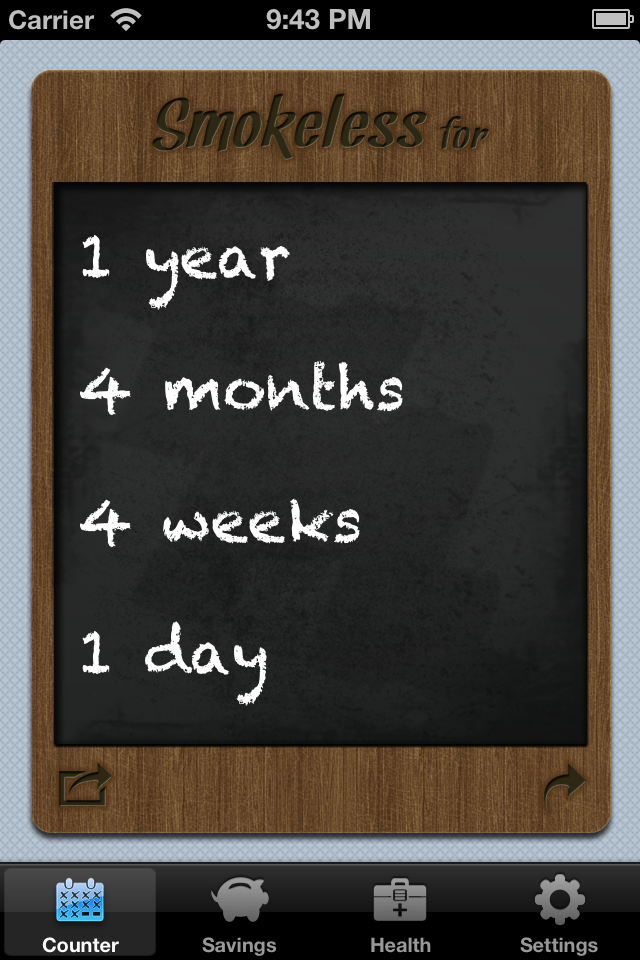 Carrier 9:43 PM
Smokeless for
1 year
4 months
4 weeks
1 day
Counter Savings Health Settings